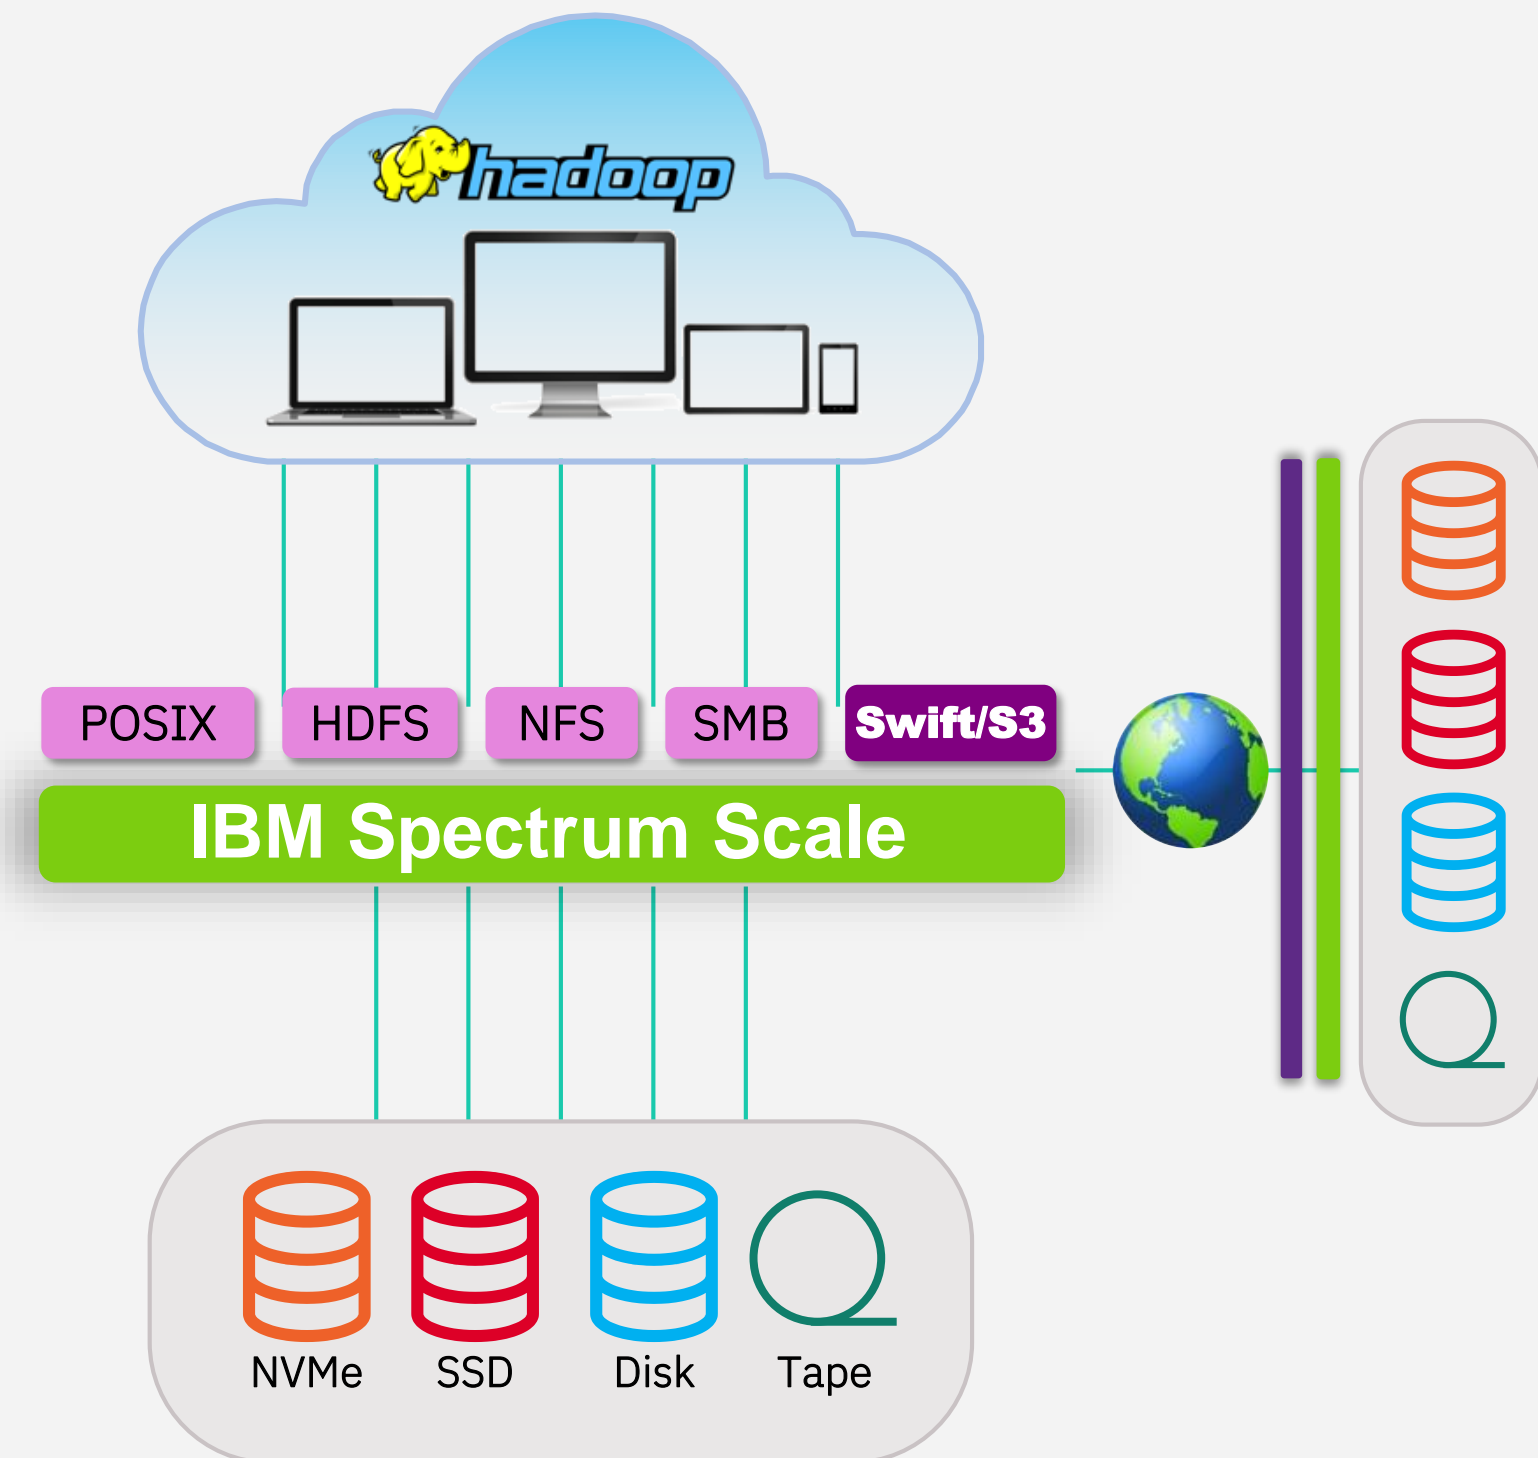 hadoop
POSIX HDFS NFS SMB Swift/S3
IBM Spectrum Scale
NVMe SSD Disk Tape